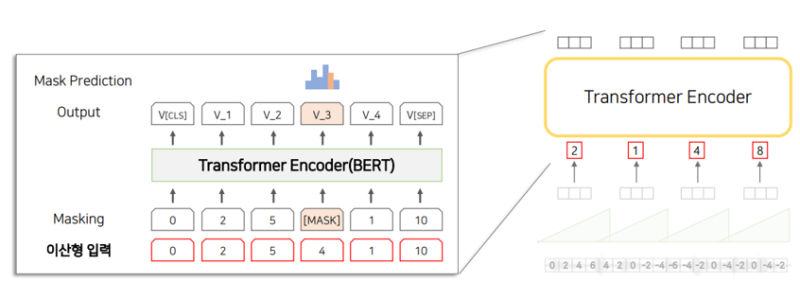 Mask Prediction
Output
V[CLS] V_1 V_2 V_3 V_4 V[SEP]
Transformer Encoder(BERT)
Masking
0 2 5 [MASK] 1 10
이산형 입력
0 2 5 4 1 10
Transformer Encoder
2 1 4 8
0 2 4 6 4 2 0 -2 -4 -6 -4 -2 0 -4 -2 0 -4 -2